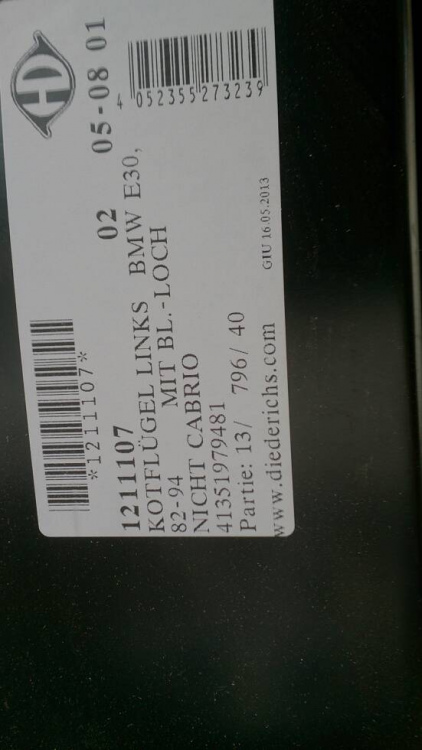 *1211107*
HD
4 052355 273239
1211107 02 05-08 01
KOTFLÜGEL LINKS BMW E30,
82-94 MIT BL.-LOCH
NICHT CABRIO
41351979481
Partie: 13/ 796/ 40 GIU 16.05.2013
www.diederichs.com